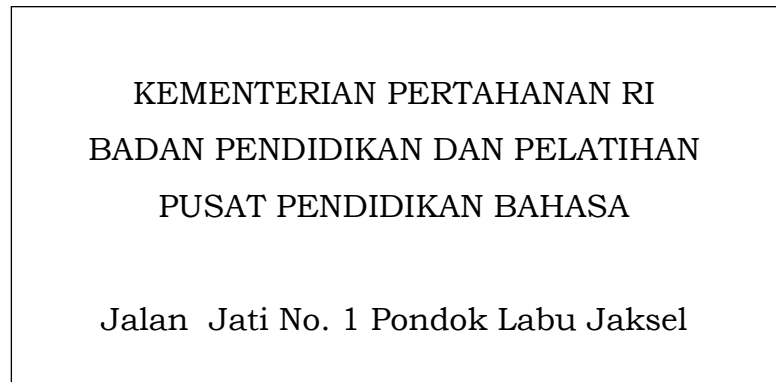 KEMENTERIAN PERTAHANAN RI
BADAN PENDIDIKAN DAN PELATIHAN
PUSAT PENDIDIKAN BAHASA
Jalan  Jati No. 1 Pondok Labu Jaksel